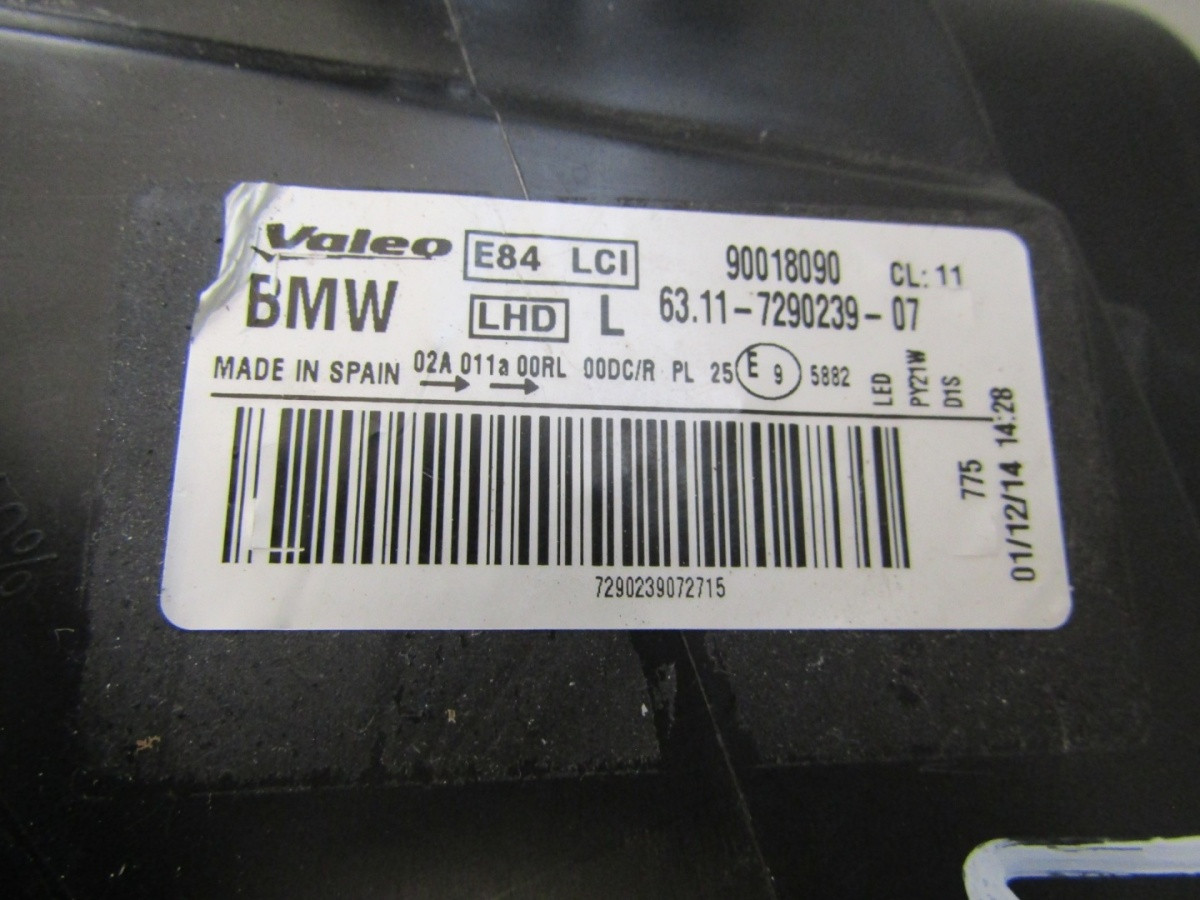 Valeo E84 LCI 90018090 CL: 11
BMW LHD L 63.11-7290239-07
MADE IN SPAIN 02A 011a 00RL 00DC/R PL 25 E 9 5882
LED
PY21W
D1S
775
01/12/14 14:28
7290239072715